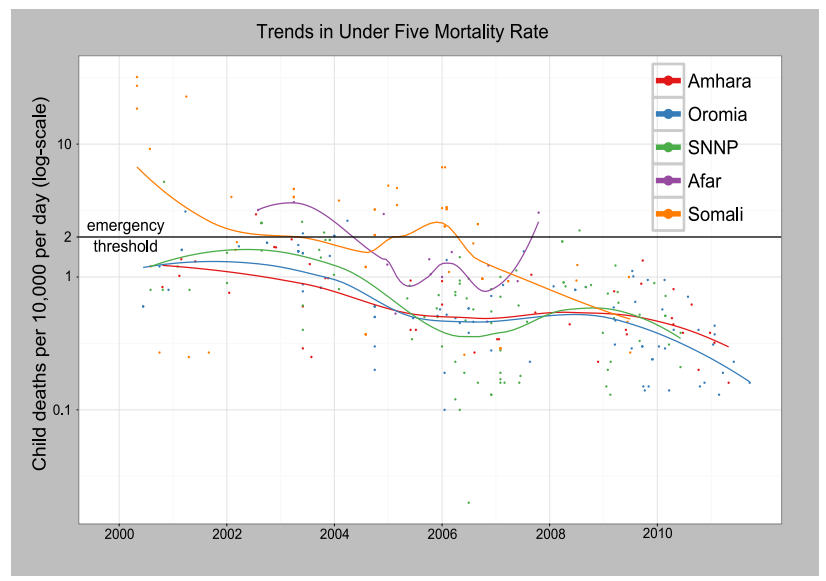 Trends in Under Five Mortality Rate
Child deaths per 10,000 per day (log-scale)
10
2
1
0.1
emergency
threshold
Amhara
Oromia
SNNP
Afar
Somali
2000
2002
2004
2006
2008
2010